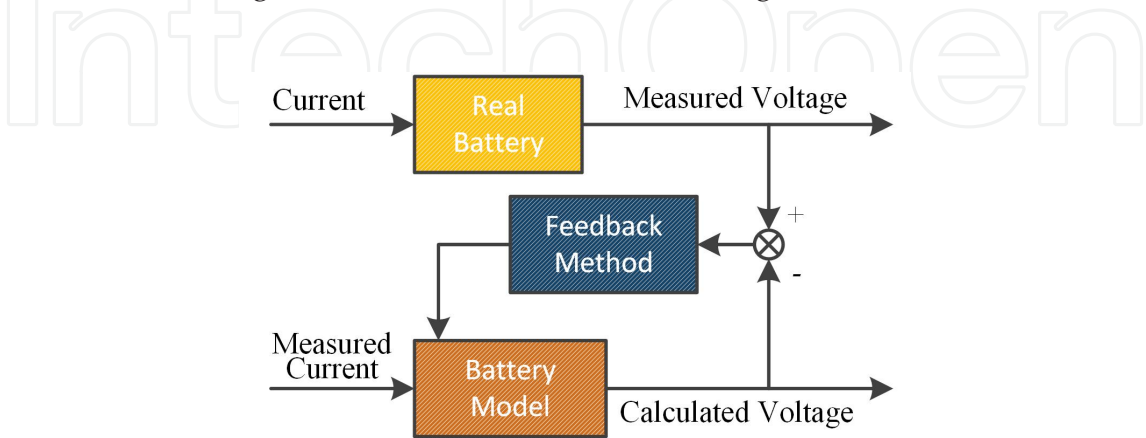 IntechOpen
Current
Real
Battery
Measured Voltage
Feedback
Method
+
-
Measured
Current
Battery
Model
Calculated Voltage